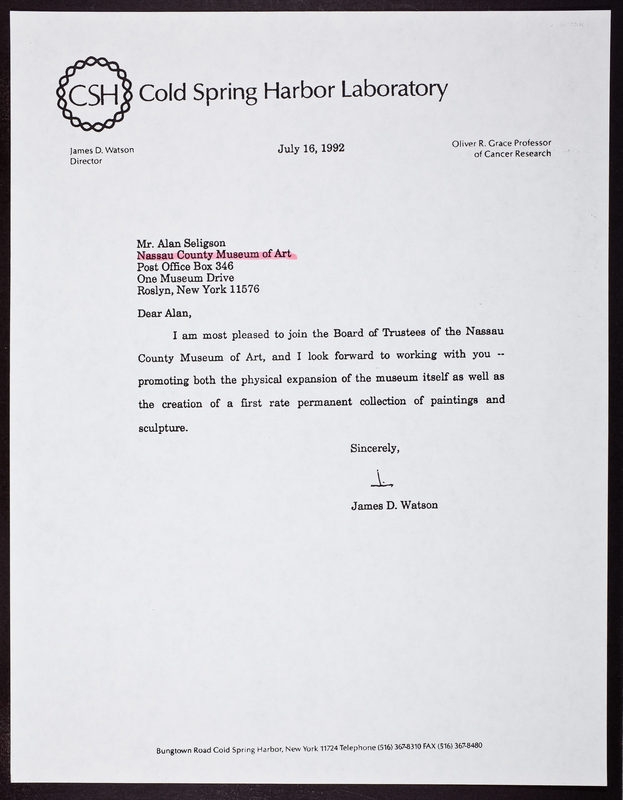 CSH Cold Spring Harbor Laboratory
James D. Watson
Director
July 16, 1992
Oliver R. Grace Professor
of Cancer Research
Mr. Alan Seligson
Nassau County Museum of Art
Post Office Box 346
One Museum Drive
Roslyn, New York 11576
Dear Alan,
I am most pleased to join the Board of Trustees of the Nassau
County Museum of Art, and I look forward to working with you --
promoting both the physical expansion of the museum itself as well as
the creation of a first rate permanent collection of paintings and
sculpture.
Sincerely,
James D. Watson
Bungtown Road Cold Spring Harbor, New York 11724 Telephone (516) 367-8310 FAX (516) 367-8480